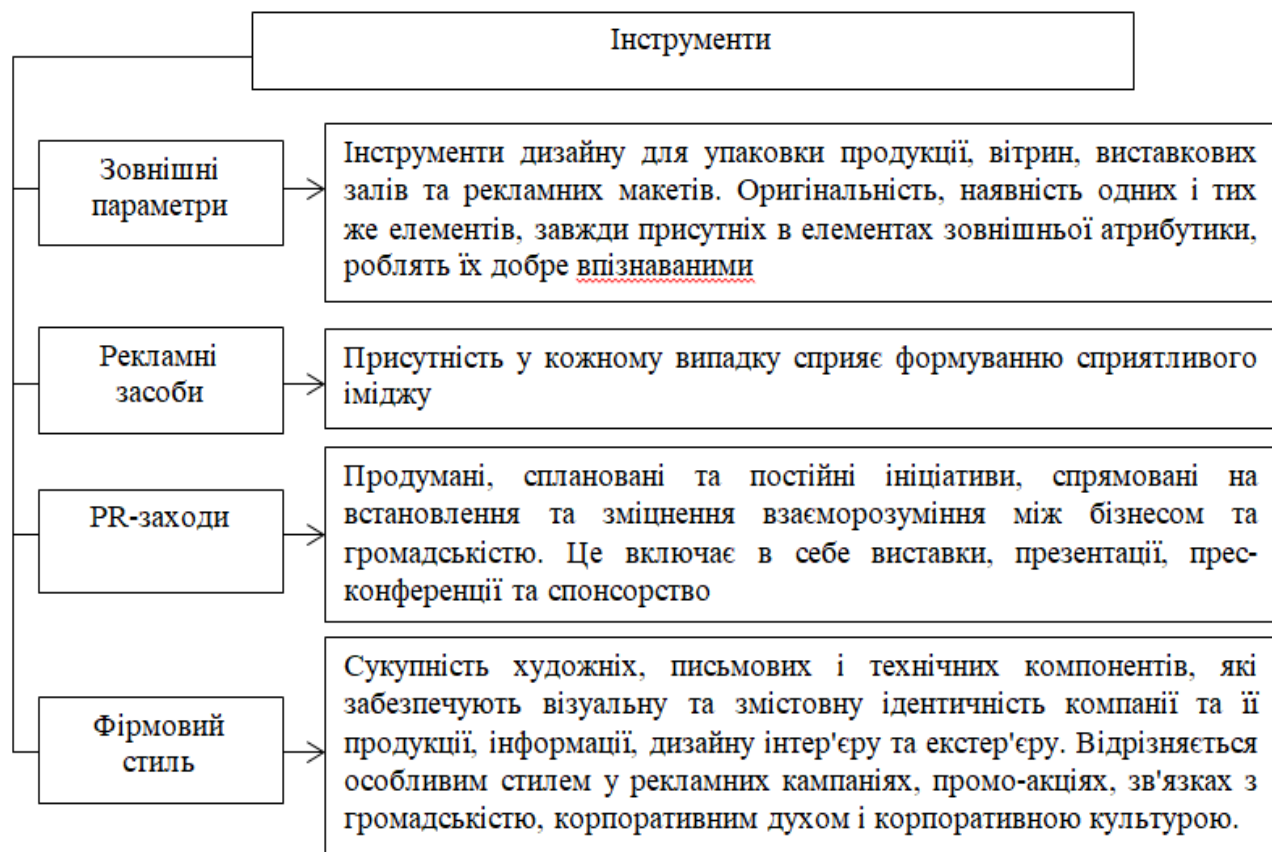 Інструменти
Зовнішні
параметри
Інструменти дизайну для упаковки продукції, вітрин, виставкових
залів та рекламних макетів. Оригінальність, наявність одних і тих
же елементів, завжди присутніх в елементах зовнішньої атрибутики,
роблять їх добре впізнаваними
Рекламні
засоби
Присутність у кожному випадку сприяє формуванню сприятливого
іміджу
PR-заходи
Продумані, сплановані та постійні ініціативи, спрямовані на
встановлення та зміцнення взаєморозуміння між бізнесом та
громадськістю. Це включає в себе виставки, презентації, прес-
конференції та спонсорство
Фірмовий
стиль
Сукупність художніх, письмових і технічних компонентів, які
забезпечують візуальну та змістовну ідентичність компанії та її
продукції, інформації, дизайну інтер'єру та екстер'єру. Відрізняється
особливим стилем у рекламних кампаніях, промо-акціях, зв'язках з
громадськістю, корпоративним духом і корпоративною культурою.